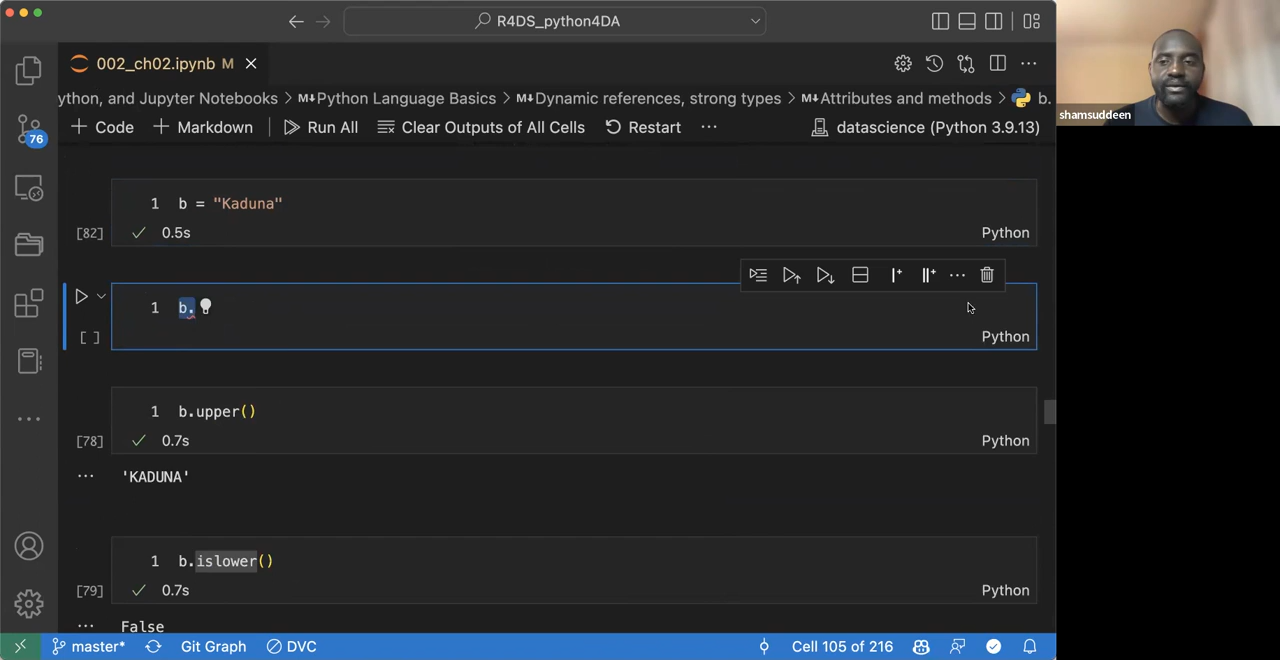 R4DS_python4DA
002_ch02.ipynb M
ython, and Jupyter Notebooks > M↓Python Language Basics > M↓Dynamic references, strong types > M↓Attributes and methods > b.
+ Code + Markdown Run All Clear Outputs of All Cells Restart ... datascience (Python 3.9.13)
shamsuddeen
76
1 b = "Kaduna"
[82] 0.5s Python
1 b.
[ ] Python
1 b.upper()
[78] 0.7s Python
... 'KADUNA'
1 b.islower()
[79] 0.7s Python
... False
master* Git Graph DVC Cell 105 of 216